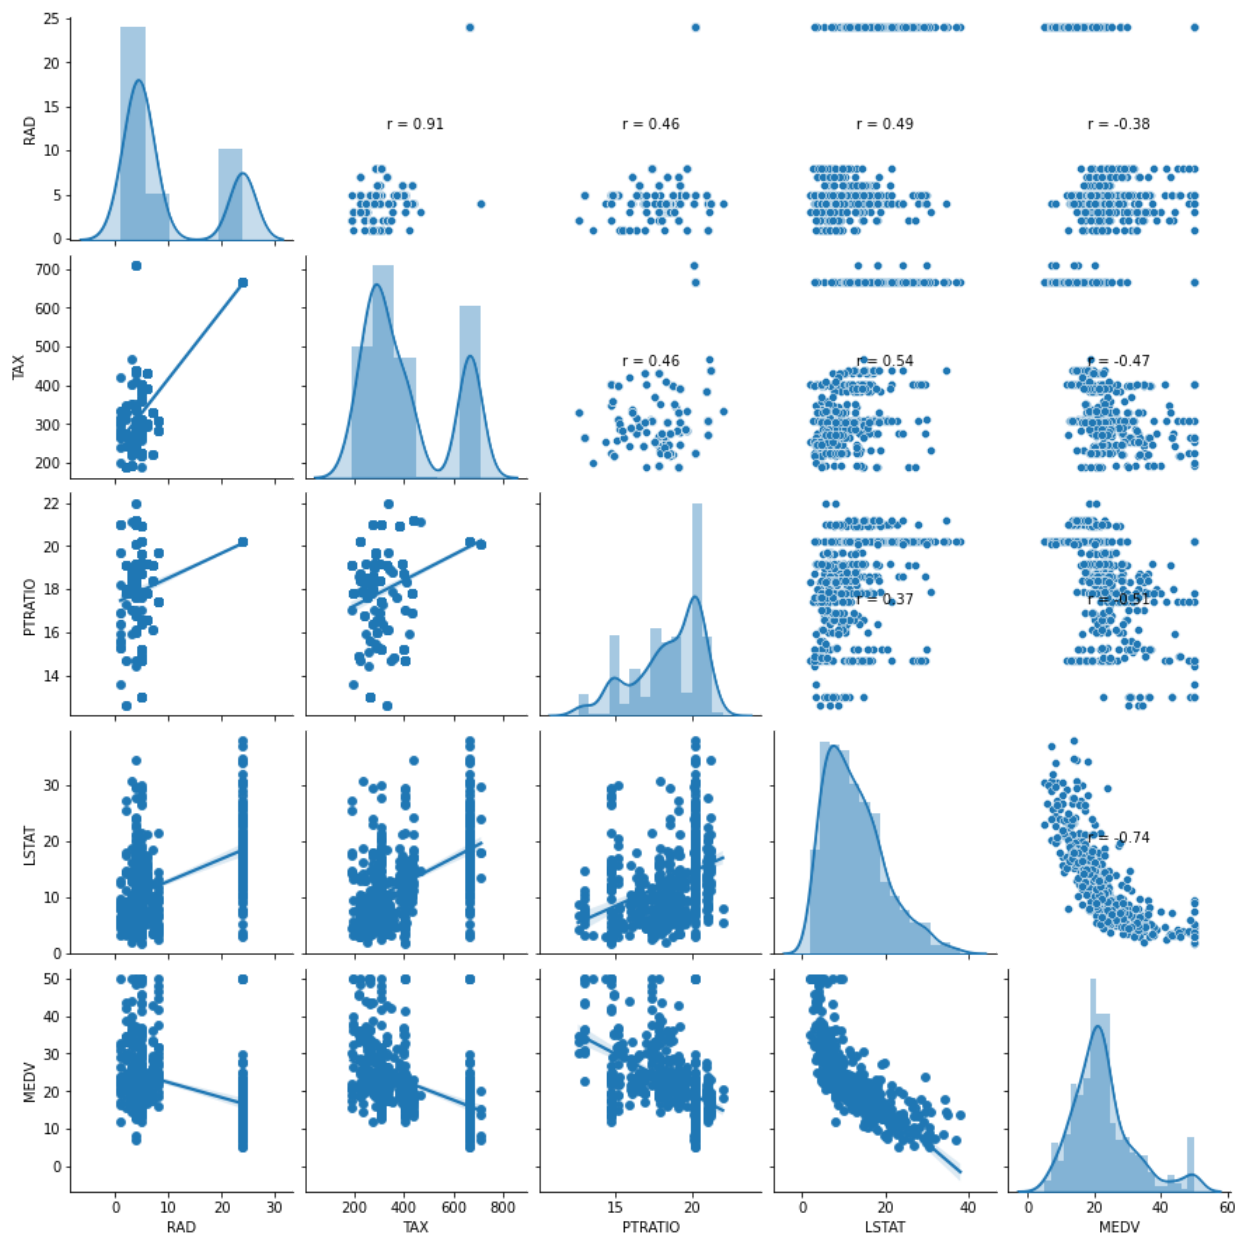 25
20
15
10
5
0
RAD
r = 0.91
r = 0.46
r = 0.49
r = -0.38
700
600
500
400
300
200
TAX
r = 0.46
r = 0.54
r = -0.47
22
20
18
16
14
PTRATIO
r = 0.37
r = -0.51
30
20
10
0
LSTAT
r = -0.74
50
40
30
20
10
0
MEDV
0 10 20 30
200 400 600 800
15 20
0 20 40
0 20 40 60
RAD TAX PTRATIO LSTAT MEDV